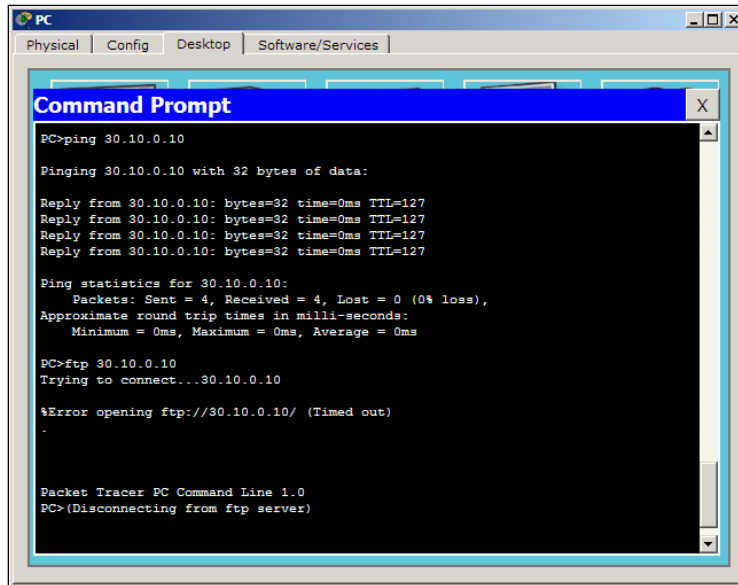 PC
Physical
Config
Desktop
Software/Services
Command Prompt
X
PC>ping 30.10.0.10
Pinging 30.10.0.10 with 32 bytes of data:
Reply from 30.10.0.10: bytes=32 time=0ms TTL=127
Reply from 30.10.0.10: bytes=32 time=0ms TTL=127
Reply from 30.10.0.10: bytes=32 time=0ms TTL=127
Reply from 30.10.0.10: bytes=32 time=0ms TTL=127
Ping statistics for 30.10.0.10:
Packets: Sent = 4, Received = 4, Lost = 0 (0% loss),
Approximate round trip times in milli-seconds:
Minimum = 0ms, Maximum = 0ms, Average = 0ms
PC>ftp 30.10.0.10
Trying to connect...30.10.0.10
%Error opening ftp://30.10.0.10/ (Timed out)
.
Packet Tracer PC Command Line 1.0
PC>(Disconnecting from ftp server)